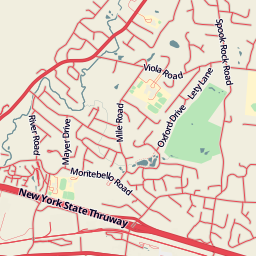 Spook Rock Road
Viola Road
Lety Lane
Oxford Drive
Mile Road
River Road
Mayer Drive
Montebello Road
New York State Thruway